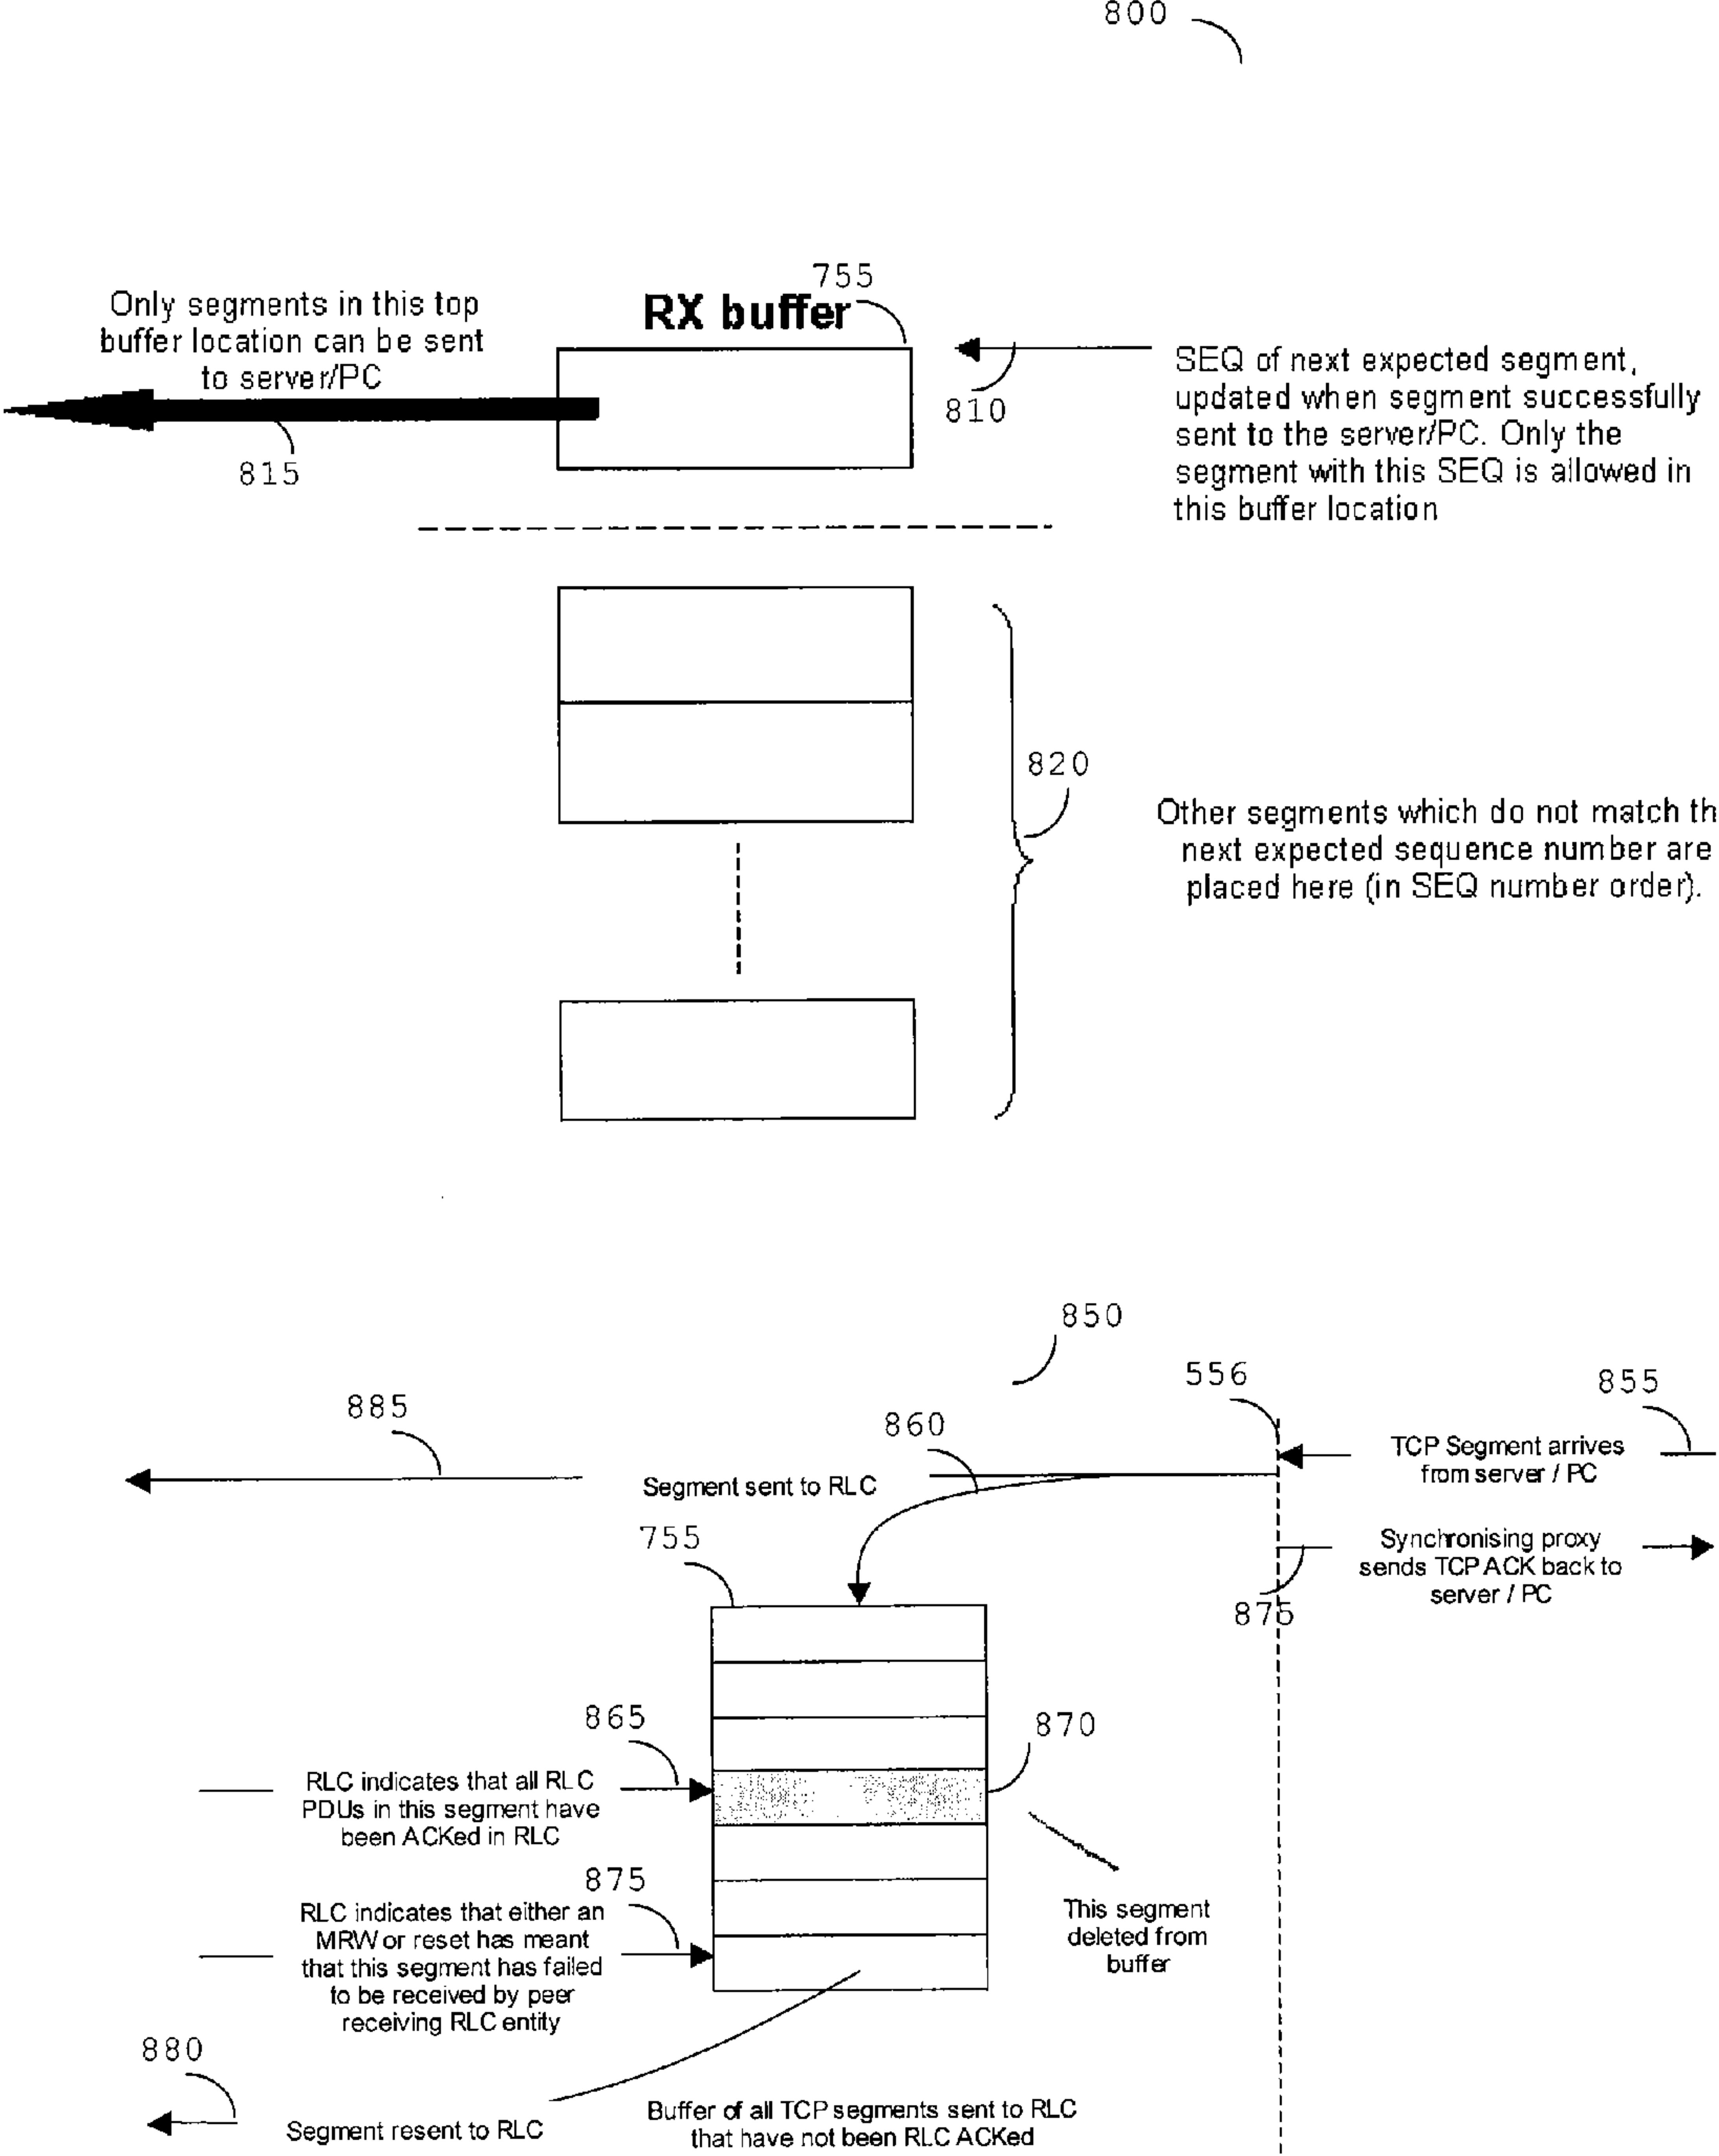 800
755
Only segments in this top
buffer location can be sent
to server/PC
RX buffer
SEQ of next expected segment,
updated when segment successfully
sent to the server/PC. Only the
segment with this SEQ is allowed in
this buffer location
810
815
820
Other segments which do not match th
next expected sequence number are
placed here (in SEQ number order).
850
556
855
885
860
TCP Segment arrives
from server / PC
Segment sent to RLC
755
Synchronising proxy
sends TCP ACK back to
server / PC
875
865
870
RLC indicates that all RLC
PDUs in this segment have
been ACKed in RLC
875
RLC indicates that either an
MRW or reset has meant
that this segment has failed
to be received by peer
receiving RLC entity
This segment
deleted from
buffer
880
Segment resent to RLC
Buffer of all TCP segments sent to RLC
that have not been RLC ACKed